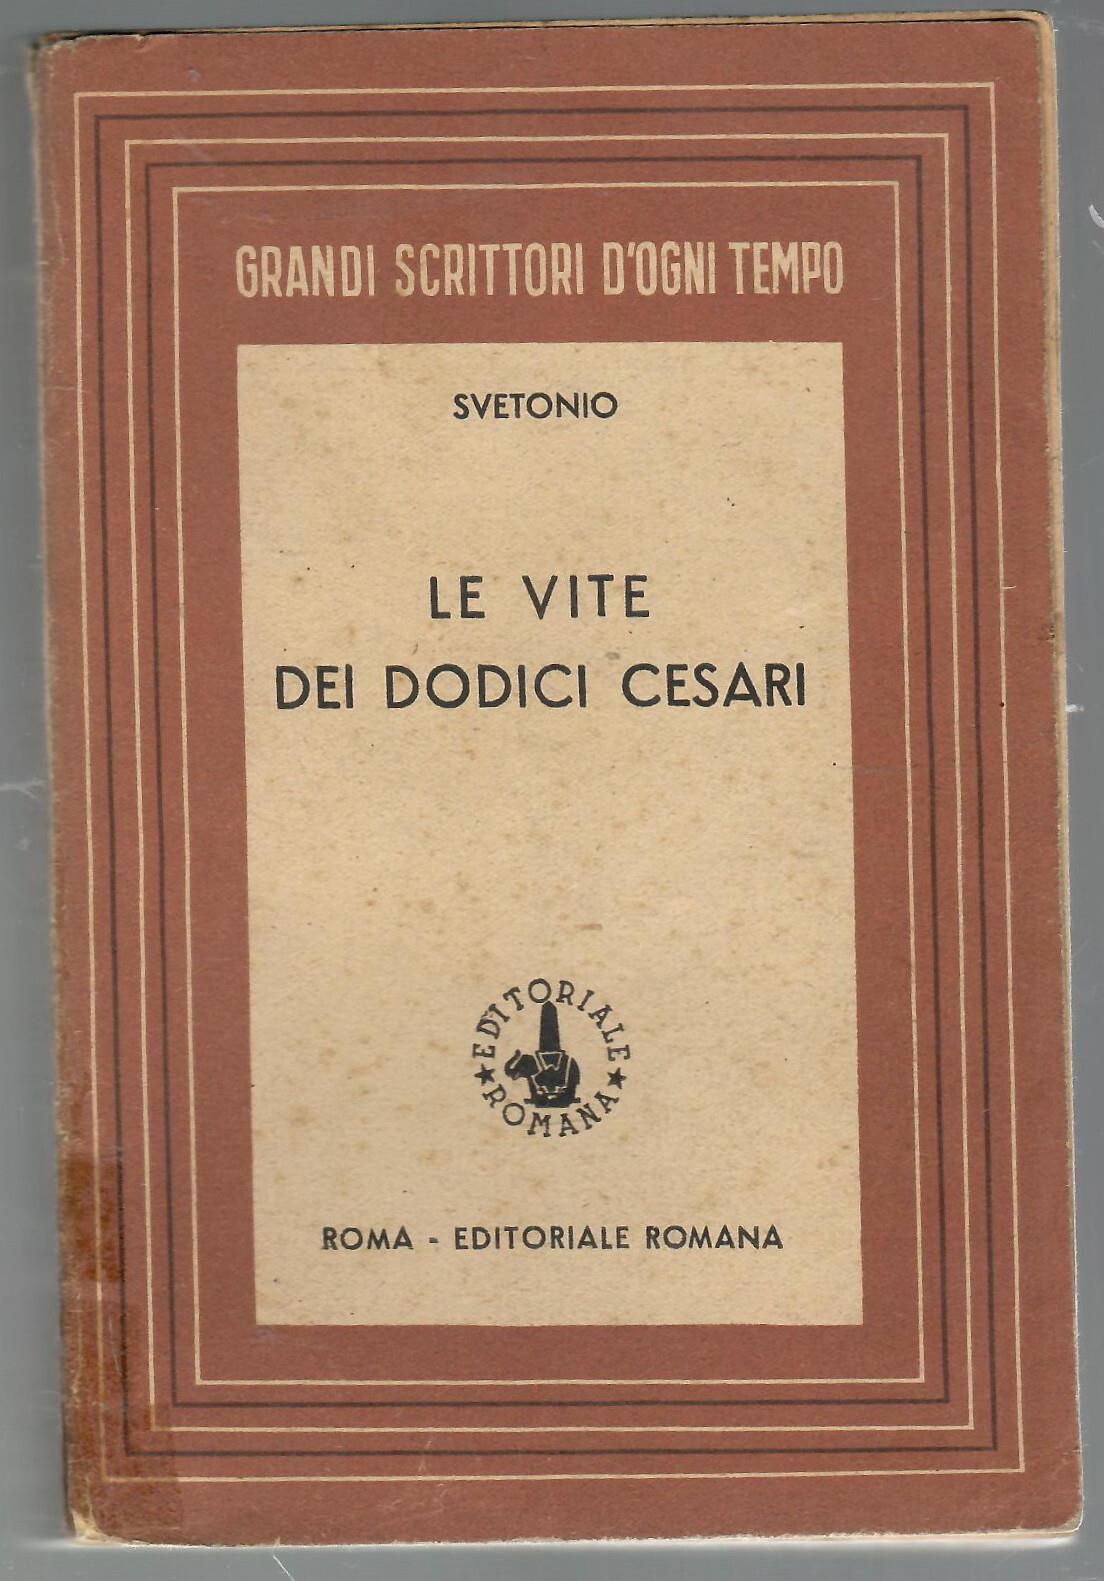 GRANDI SCRITTORI D'OGNI TEMPO
SVETONIO
LE VITE
DEI DODICI CESARI
EDITORIALE
★ ROMANA ★
ROMA - EDITORIALE ROMANA